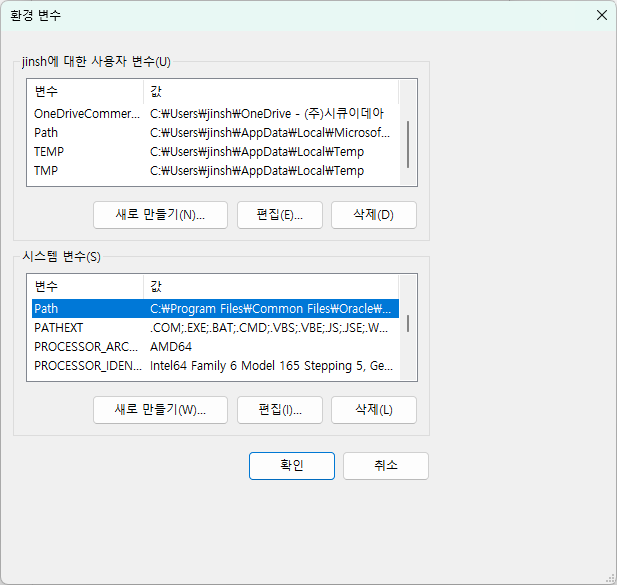 환경 변수
jinsh에 대한 사용자 변수(U)
변수 값
OneDriveCommer... C:₩Users₩jinsh₩OneDrive - (주)시큐이데아
Path C:₩Users₩jinsh₩AppData₩Local₩Microsof...
TEMP C:₩Users₩jinsh₩AppData₩Local₩Temp
TMP C:₩Users₩jinsh₩AppData₩Local₩Temp
새로 만들기(N)... 편집(E)... 삭제(D)
시스템 변수(S)
변수 값
Path C:₩Program Files₩Common Files₩Oracle₩...
PATHEXT .COM;.EXE;.BAT;.CMD;.VBS;.VBE;.JS;.JSE;.W...
PROCESSOR_ARC... AMD64
PROCESSOR_IDEN... Intel64 Family 6 Model 165 Stepping 5, Ge...
새로 만들기(W)... 편집(I)... 삭제(L)
확인 취소